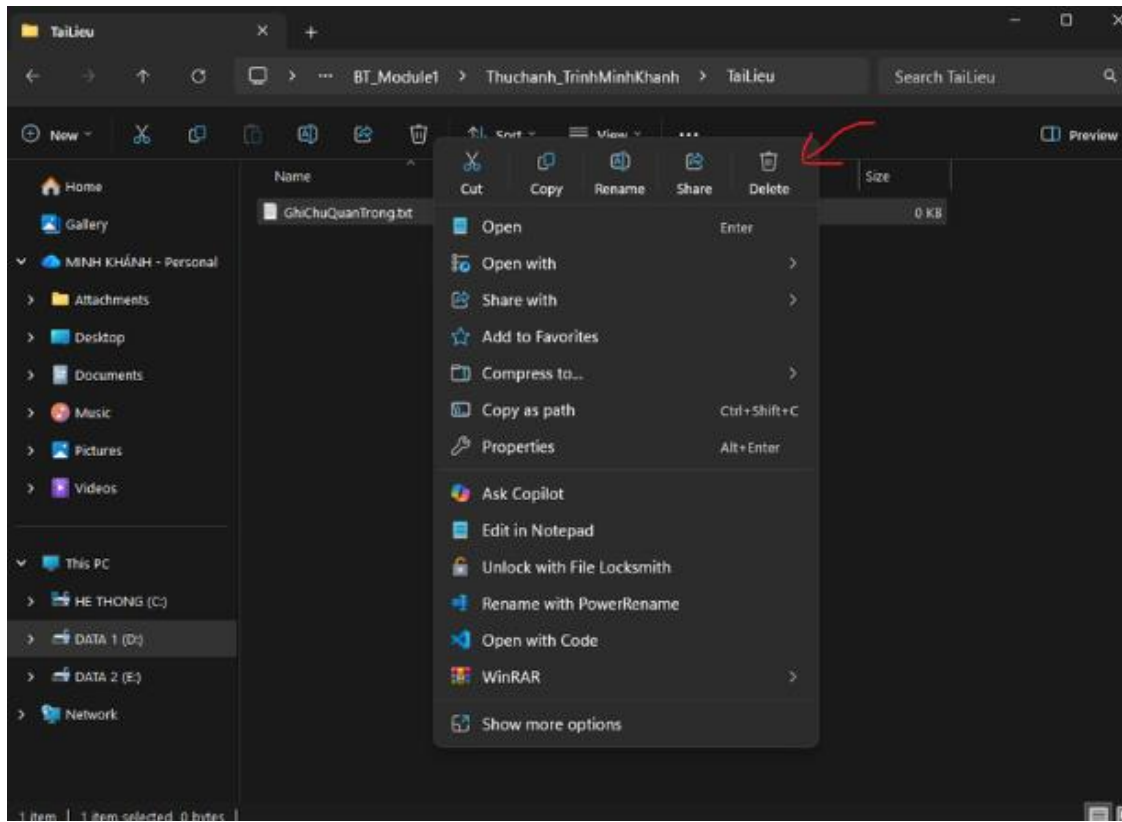 TaiLieu
BT_Module1 > Thuchanh_TrinhMinhKhanh > TaiLieu
Search TaiLieu
New
Sort
View
Preview
Name
Size
GhiChuQuanTrong.txt
0 KB
Home
Gallery
MINH KHÁNH - Personal
Attachments
Desktop
Documents
Music
Pictures
Videos
This PC
HE THONG (C:)
DATA 1 (D:)
DATA 2 (E:)
Network
Cut Copy Rename Share Delete
Open Enter
Open with
Share with
Add to Favorites
Compress to...
Copy as path Ctrl+Shift+C
Properties Alt+Enter
Ask Copilot
Edit in Notepad
Unlock with File Locksmith
Rename with PowerRename
Open with Code
WinRAR
Show more options
1 item | 1 item selected 0 bytes |